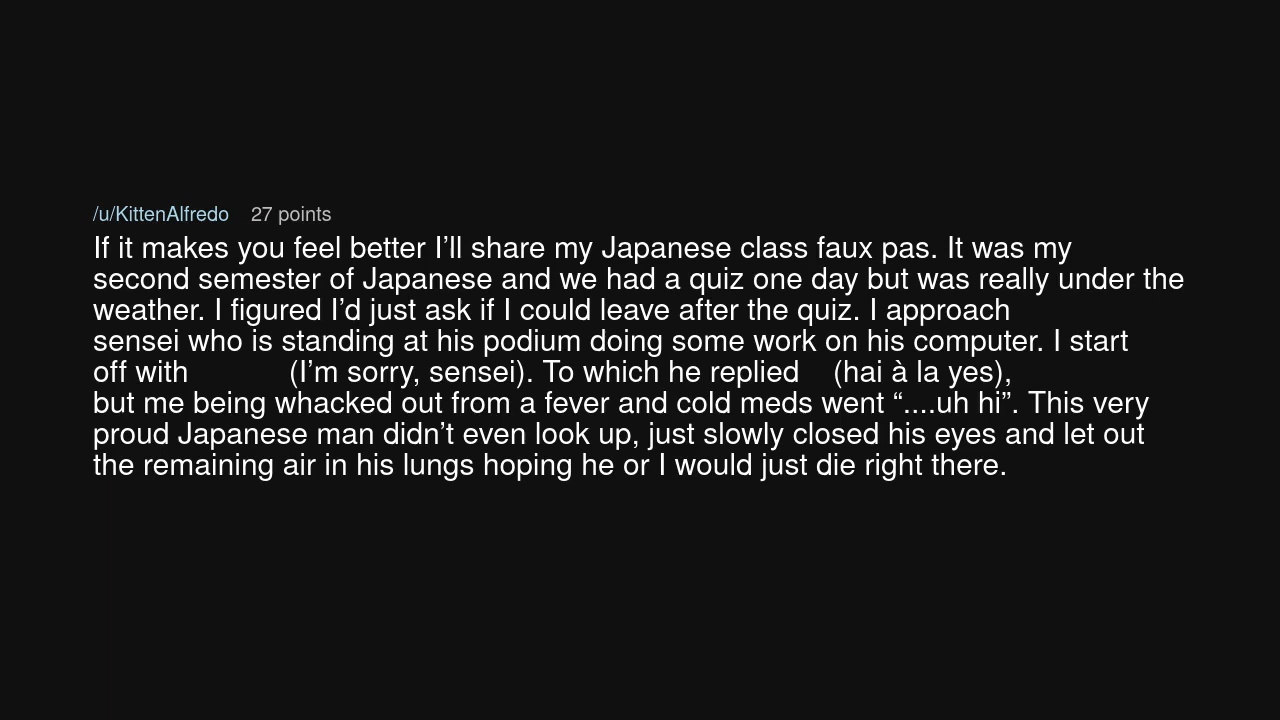 /u/KittenAlfredo 27 points
If it makes you feel better I’ll share my Japanese class faux pas. It was my
second semester of Japanese and we had a quiz one day but was really under the
weather. I figured I’d just ask if I could leave after the quiz. I approach
sensei who is standing at his podium doing some work on his computer. I start
off with (I’m sorry, sensei). To which he replied (hai à la yes),
but me being whacked out from a fever and cold meds went “....uh hi”. This very
proud Japanese man didn’t even look up, just slowly closed his eyes and let out
the remaining air in his lungs hoping he or I would just die right there.